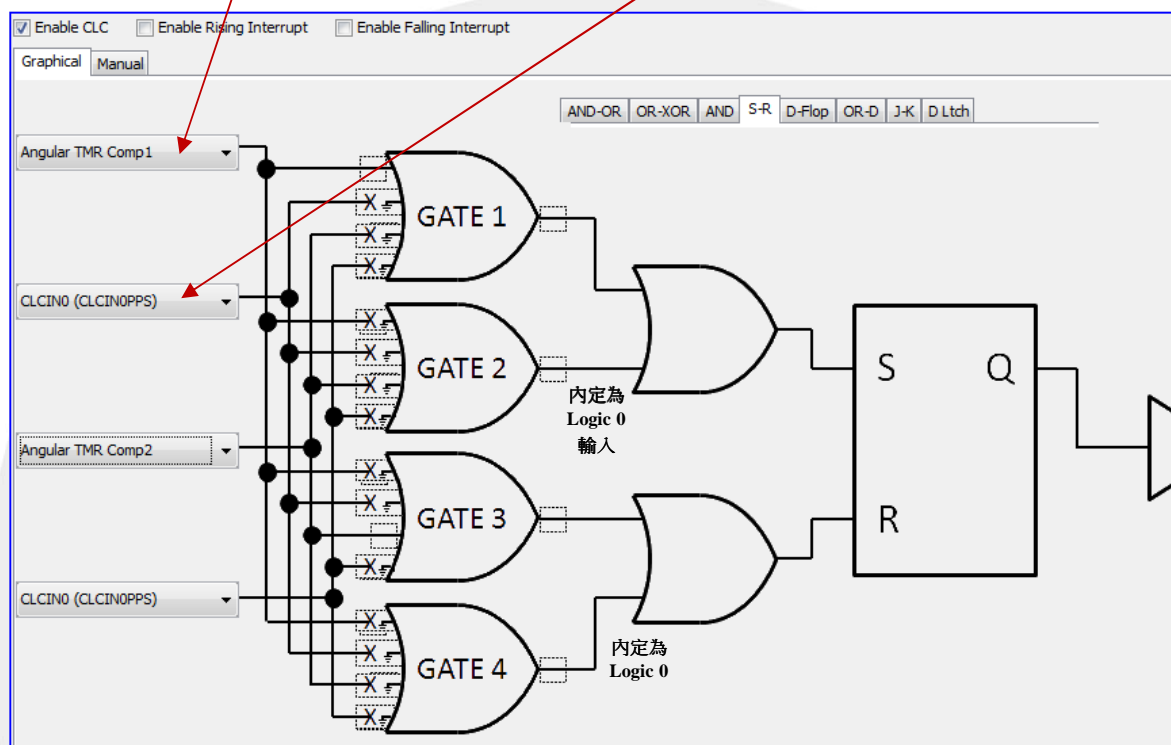 Enable CLC Enable Rising Interrupt Enable Falling Interrupt
Graphical Manual
AND-OR OR-XOR AND S-R D-Flop OR-D J-K D Ltch
Angular TMR Comp1
X
X
X
GATE 1
CLCIN0 (CLCIN0PPS)
X
X
X
X
GATE 2
內定為
Logic 0
輸入
S Q
Angular TMR Comp2
X
X
X
GATE 3
R
CLCIN0 (CLCIN0PPS)
X
X
X
X
GATE 4
內定為
Logic 0